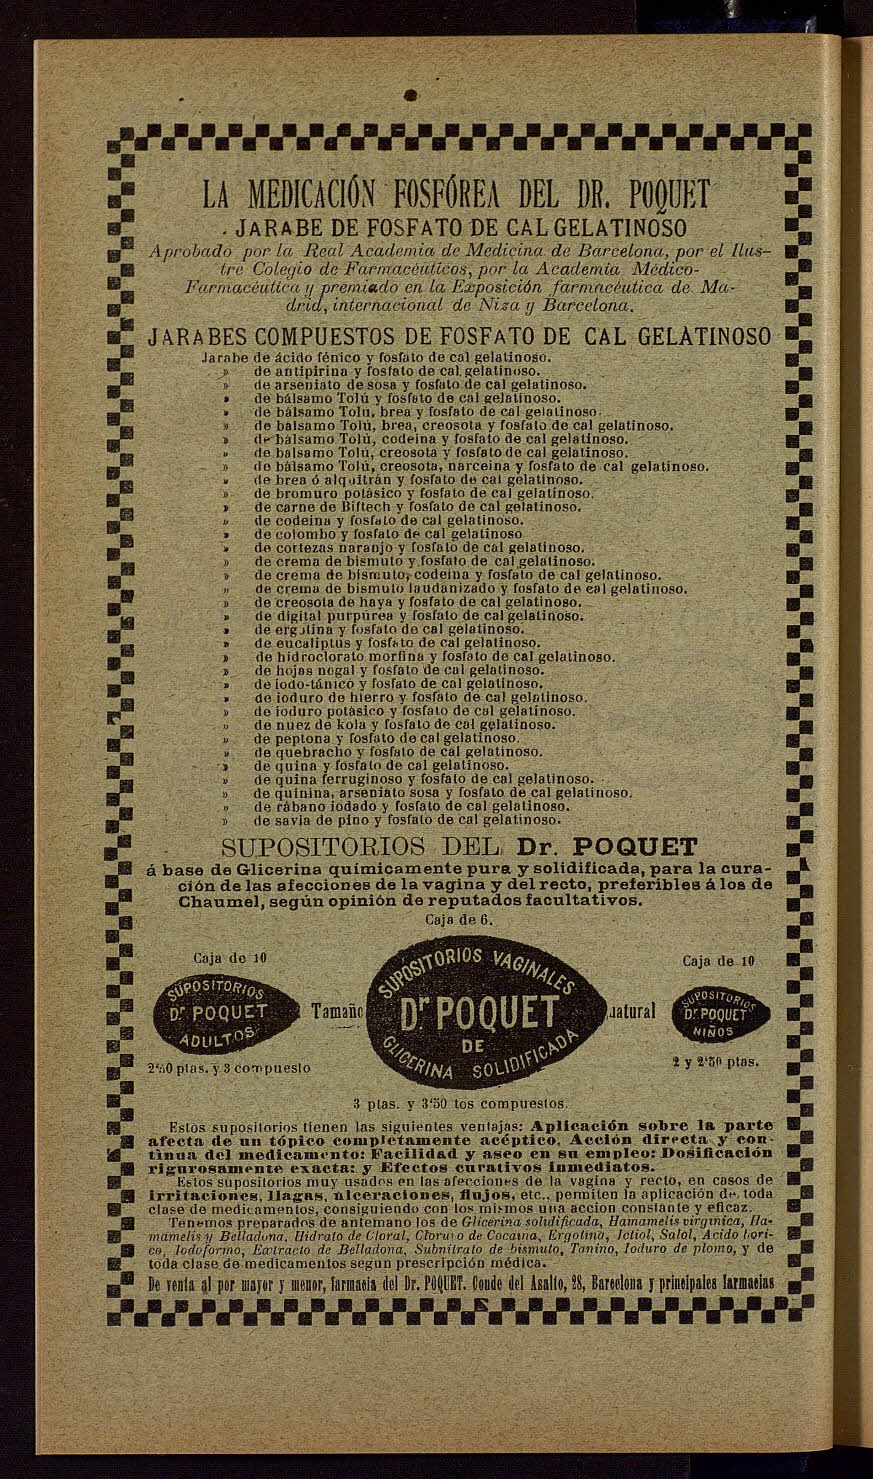 LA MEDICACIÓN FOSFÓREA DEL DR. POQUET
JARABE DE FOSFATO DE CAL GELATINOSO
Aprobado por la Real Academia de Medicina de Barcelona, por el Ilus-
tre Colegio de Farmacéuticos, por la Academia Médico-
Farmacéutica y premiado en la Exposición farmacéutica de Ma-
drid, internacional de Niza y Barcelona.
JARABES COMPUESTOS DE FOSFATO DE CAL GELATINOSO
Jarabe de ácido fénico y fosfato de cal gelatinoso.
» de antipirina y fosfato de cal gelatinoso.
» de arseniato de sosa y fosfato de cal gelatinoso.
» de bálsamo Tolú y fosfato de cal gelatinoso.
» de bálsamo Tolú, brea y fosfato de cal gelatinoso.
» de bálsamo Tolú, brea, creosota y fosfato de cal gelatinoso.
» de bálsamo Tolú, codeina y fosfato de cal gelatinoso.
» de bálsamo Tolú, creosota y fosfato de cal gelatinoso.
» de bálsamo Tolú, creosota, narceina y fosfato de cal gelatinoso.
» de brea ó alquitrán y fosfato de cal gelatinoso.
» de bromuro potásico y fosfato de cal gelatinoso.
» de carne de Biftech y fosfato de cal gelatinoso.
» de codeina y fosfato de cal gelatinoso.
» de colombo y fosfato de cal gelatinoso
» de cortezas naranjo y fosfato de cal gelatinoso.
» de crema de bismuto y fosfato de cal gelatinoso.
» de crema de bismuto, codeina y fosfato de cal gelatinoso.
» de crema de bismuto laudanizado y fosfato de cal gelatinoso.
» de creosota de haya y fosfato de cal gelatinoso.
» de digital purpúrea y fosfato de cal gelatinoso.
» de ergotina y fosfato de cal gelatinoso.
» de eucaliptus y fosfato de cal gelatinoso.
» de hidroclorato morfina y fosfato de cal gelatinoso.
» de hojas nogal y fosfato de cal gelatinoso.
» de iodo-tánico y fosfato de cal gelatinoso.
» de ioduro de hierro y fosfato de cal gelatinoso.
» de ioduro potásico y fosfato de cal gelatinoso.
» de nuez de kola y fosfato de cal gelatinoso.
» de peptona y fosfato de cal gelatinoso.
» de quebracho y fosfato de cal gelatinoso.
» de quina y fosfato de cal gelatinoso.
» de quina ferruginoso y fosfato de cal gelatinoso.
» de quinina, arseniato sosa y fosfato de cal gelatinoso.
» de rábano iodado y fosfato de cal gelatinoso.
» de savia de pino y fosfato de cal gelatinoso.
SUPOSITORIOS DEL Dr. POQUET
á base de Glicerina químicamente pura y solidificada, para la cura-
ción de las afecciones de la vagina y del recto, preferibles á los de
Chaumel, según opinión de reputados facultativos.
Caja de 6.
Caja de 10
Caja de 10
SUPOSITORIOS
Dr. POQUET
ADULTOS
Tamaño
SUPOSITORIOS VAGINALES
Dr. POQUET
DE
GLICERINA SOLIDIFICADA
natural
SUPOSITORIOS
Dr. POQUET
NIÑOS
2'50 ptas. y 3 compuesto
2 y 2'50 ptas.
3 ptas. y 3'50 los compuestos.
Estos supositorios tienen las siguientes ventajas: Aplicación sobre la parte
afecta de un tópico completamente acéptico, Acción directa y con-
tinua del medicamento: Facilidad y aseo en su empleo: Dosificación
rigurosamente exacta: y Efectos curativos inmediatos.
Estos supositorios muy usados en las afecciones de la vagina y recto, en casos de
irritaciones, llagas, ulceraciones, flujos, etc., permiten la aplicación de toda
clase de medicamentos, consiguiendo con los mismos una accion constante y eficaz.
Tenemos preparados de antemano los de Glicerina solidificada, Hamamelis virginica, Ha-
mamelis y Belladona, Hidrato de Cloral, Cloruro de Cocaina, Ergotina, Ictiol, Salol, Acido bóri-
co, Iodoformo, Extracto de Belladona, Subnitrato de bismuto, Tanino, Ioduro de plomo, y de
toda clase de medicamentos segun prescripción médica.
De venta al por mayor y menor, farmacia del Dr. POQUET. Conde del Asalto, 28, Barcelona y principales farmacias